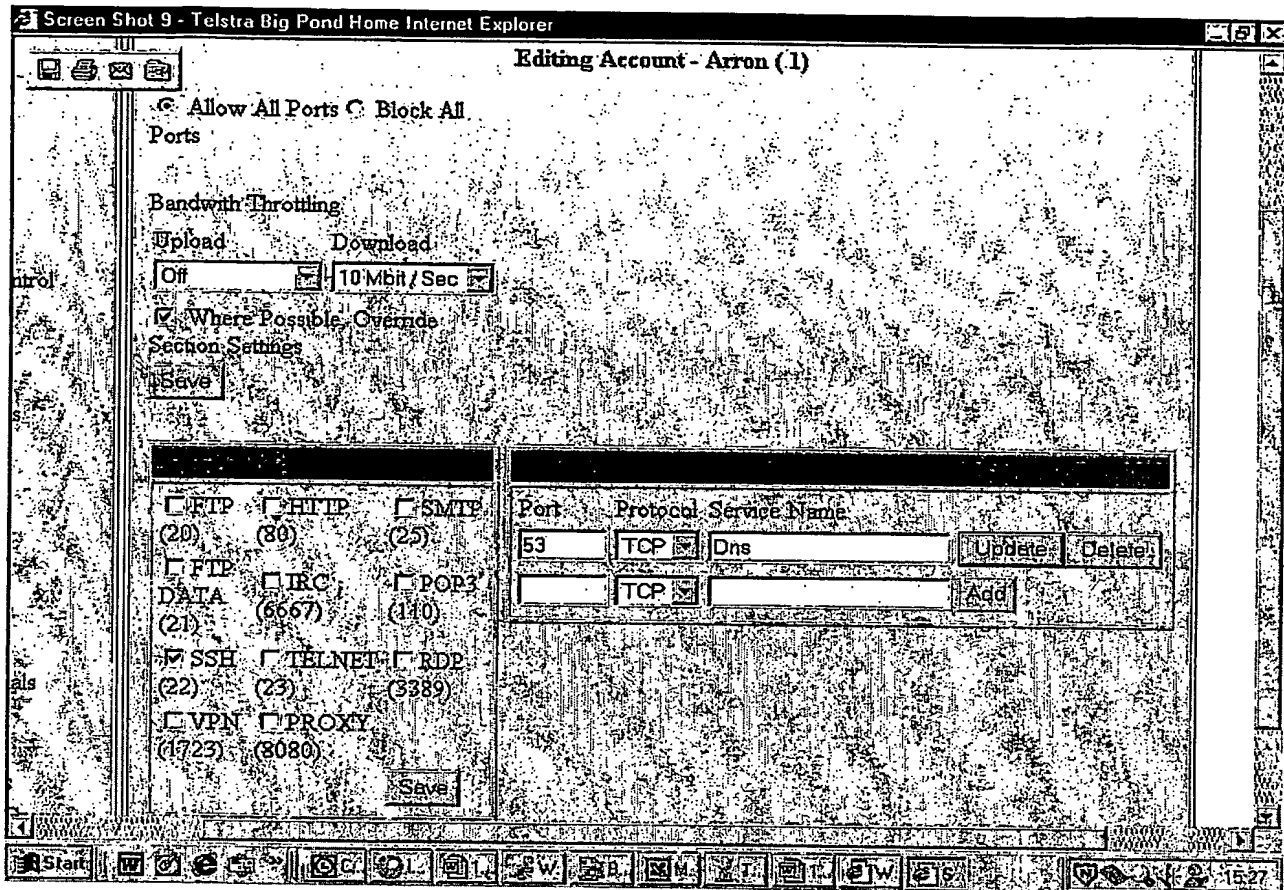 Screen Shot 9 - Telstra Big Pond Home Internet Explorer
Editing Account - Arron ( 1)
Allow All Ports Block All
Ports
Bandwith Throttling
Upload Download
ntrol
Off 10 Mbit / Sec
Where Possible, Override
Section Settings
Save
FTP HTTP SMTP
(20) (80) (25)
FTP
DATA IRC POP3
(21) (6667) (110)
als
SSH TELNET RDP
(22) (23) (3389)
VPN PROXY
(1723) (8080)
Save
Port Protocol Service Name
53 TCP Dns Update Delete
TCP Add
Start C. L. W. T. W 15:27